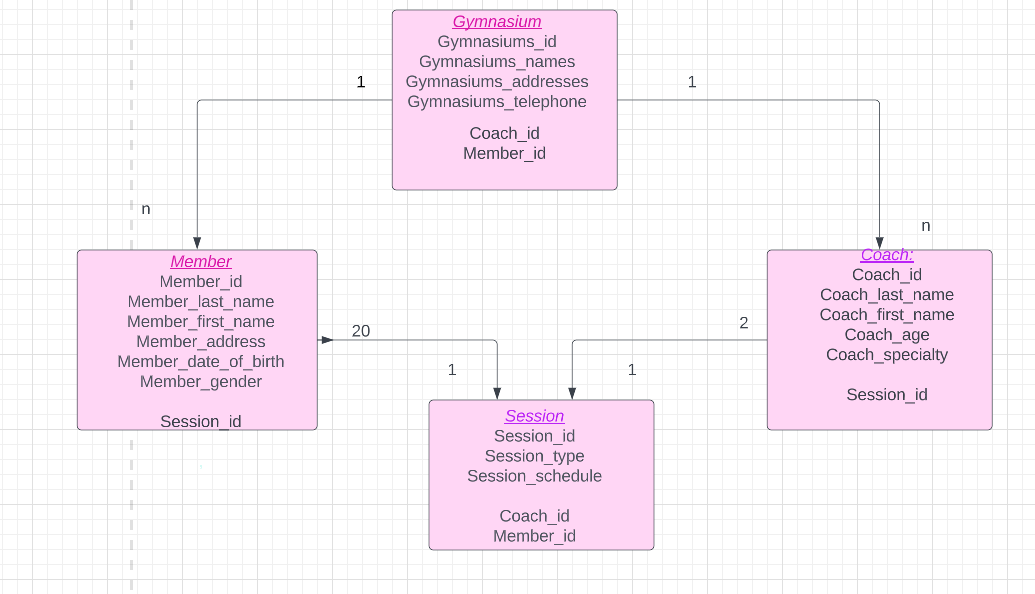 Gymnasium
Gymnasiums_id
Gymnasiums_names
Gymnasiums_addresses
Gymnasiums_telephone
Coach_id
Member_id
1
1
n
n
Member
Member_id
Member_last_name
Member_first_name
Member_address
Member_date_of_birth
Member_gender
Session_id
Coach:
Coach_id
Coach_last_name
Coach_first_name
Coach_age
Coach_specialty
Session_id
20
2
1
1
Session
Session_id
Session_type
Session_schedule
Coach_id
Member_id